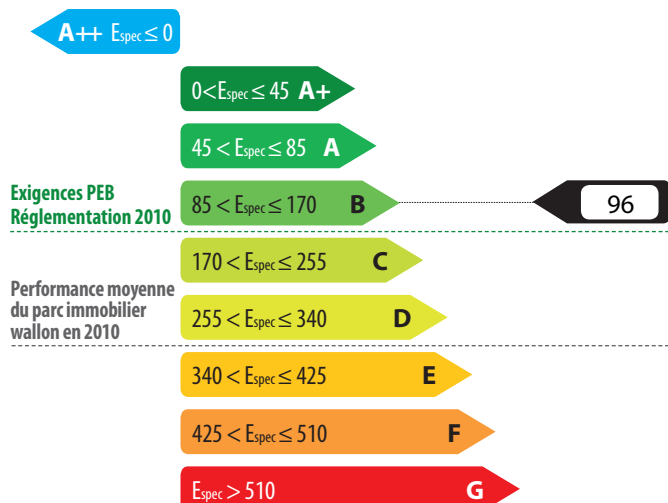 A++ Espec ≤ 0
0<Espec ≤ 45 A+
45 < Espec ≤ 85 A
Exigences PEB
Réglementation 2010
85 < Espec ≤ 170 B
96
170 < Espec ≤ 255 C
Performance moyenne
du parc immobilier
wallon en 2010
255 < Espec ≤ 340 D
340 < Espec ≤ 425 E
425 < Espec ≤ 510 F
Espec > 510 G